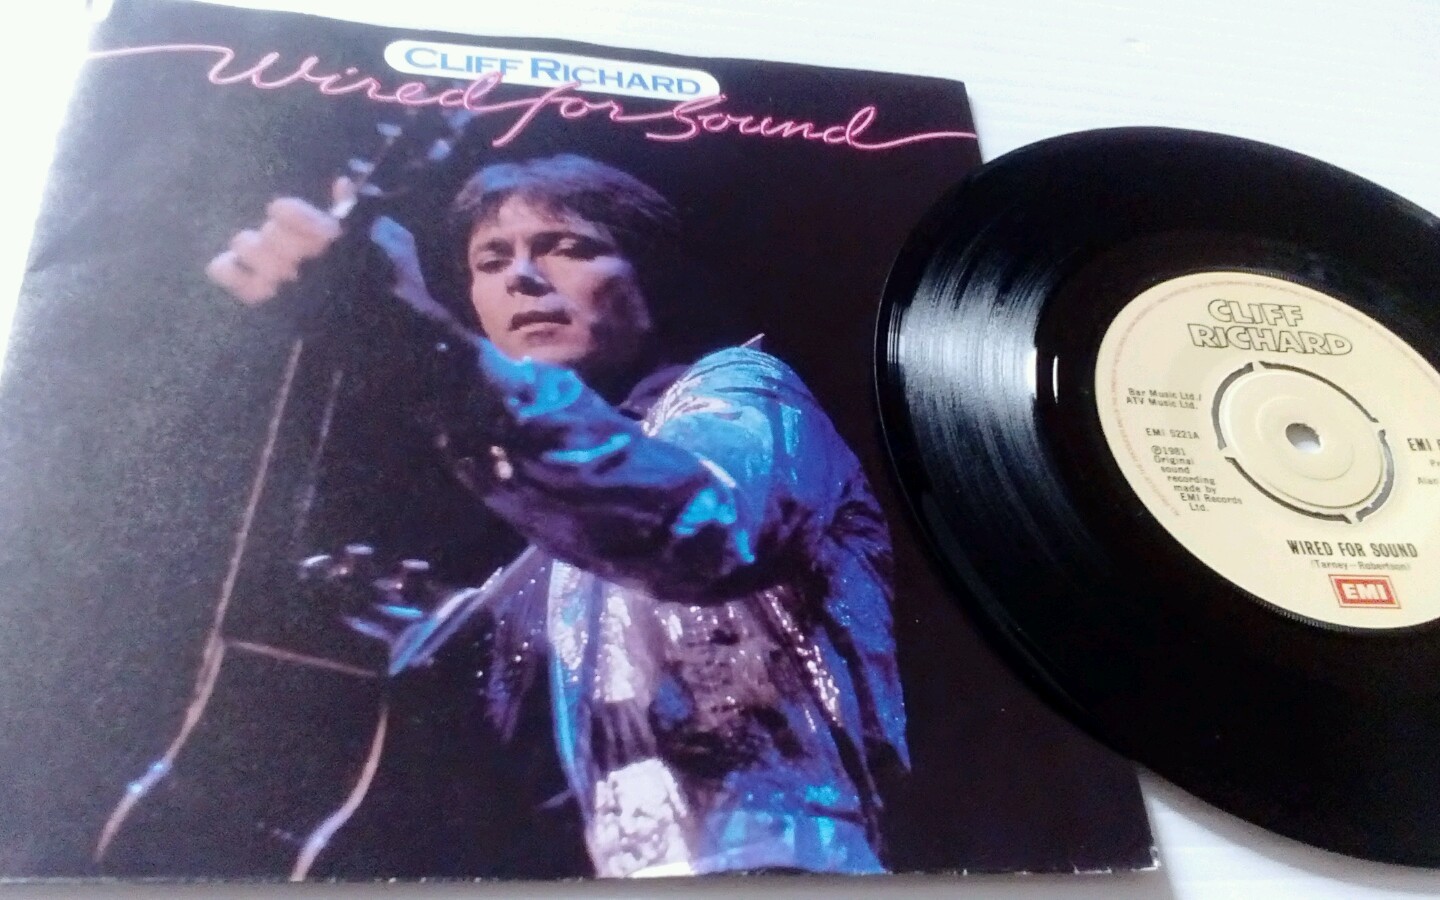 CLIFF RICHARD
Wired for Sound
CLIFF
RICHARD
Bar Music Ltd./
ATV Music Ltd.
EMI 5221A
EMI
℗1981
Original
sound
recording
made by
EMI Records
Ltd.
WIRED FOR SOUND
(Tarney—Robertson)
EMI